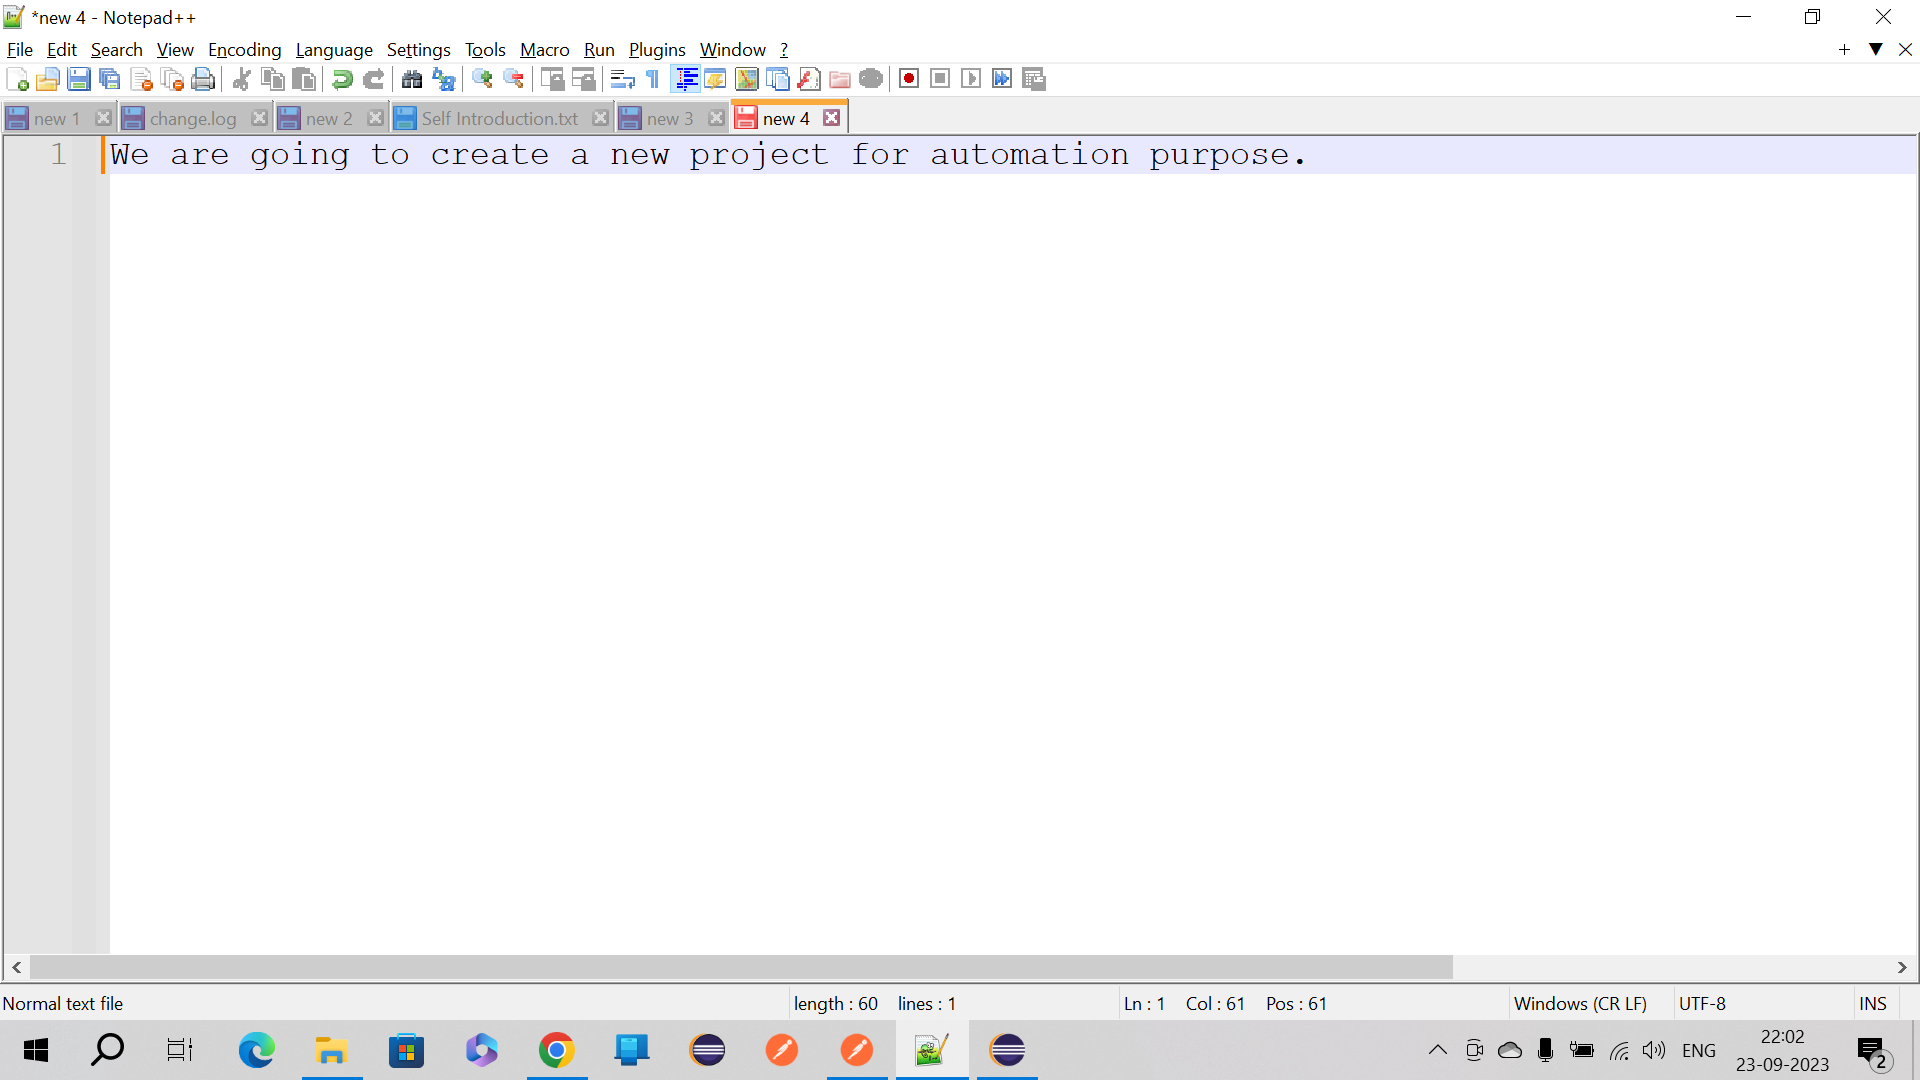 *new 4 - Notepad++
File Edit Search View Encoding Language Settings Tools Macro Run Plugins Window ?
new 1 change.log new 2 Self Introduction.txt new 3 new 4
1 We are going to create a new project for automation purpose.
Normal text file length : 60 lines : 1 Ln : 1 Col : 61 Pos : 61 Windows (CR LF) UTF-8 INS
ENG 22:02
23-09-2023 2